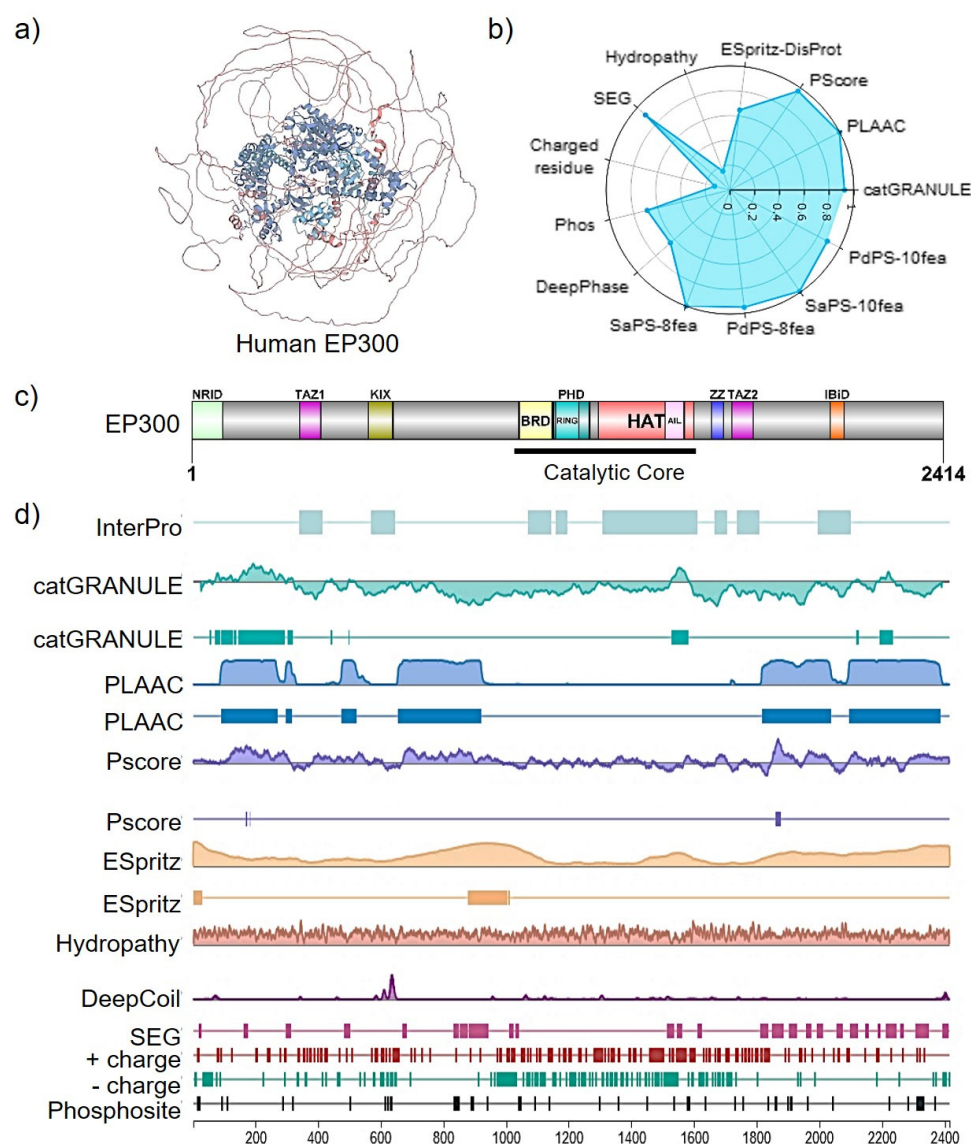 a)
Human EP300
b)
ESpritz-DisProt
Hydropathy
PScore
SEG
PLAAC
Charged
residue
catGRANULE
0 0.2 0.4 0.6 0.8 1
Phos
PdPS-10fea
DeepPhase
SaPS-10fea
SaPS-8fea
PdPS-8fea
c)
NRID TAZ1 KIX PHD ZZ TAZ2 IBiD
EP300 BRD RING HAT AIL
Catalytic Core
1 2414
d)
InterPro
catGRANULE
catGRANULE
PLAAC
PLAAC
Pscore
Pscore
ESpritz
ESpritz
Hydropathy
DeepCoil
SEG
+ charge
- charge
Phosphosite
200 400 600 800 1000 1200 1400 1600 1800 2000 2200 2400